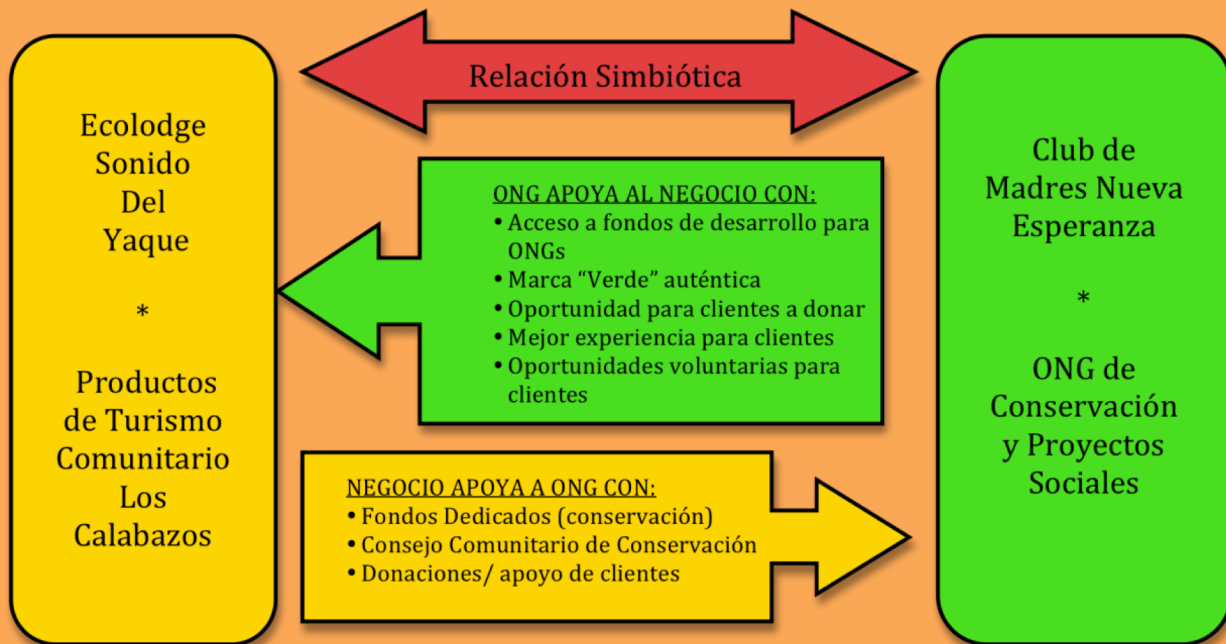 Relación Simbiótica
Ecolodge
Sonido
Del
Yaque
*
Productos
de Turismo
Comunitario
Los
Calabazos
ONG APOYA AL NEGOCIO CON:
• Acceso a fondos de desarrollo para
ONGs
• Marca “Verde” auténtica
• Oportunidad para clientes a donar
• Mejor experiencia para clientes
• Oportunidades voluntarias para
clientes
NEGOCIO APOYA A ONG CON:
• Fondos Dedicados (conservación)
• Consejo Comunitario de Conservación
• Donaciones/ apoyo de clientes
Club de
Madres Nueva
Esperanza
*
ONG de
Conservación
y Proyectos
Sociales